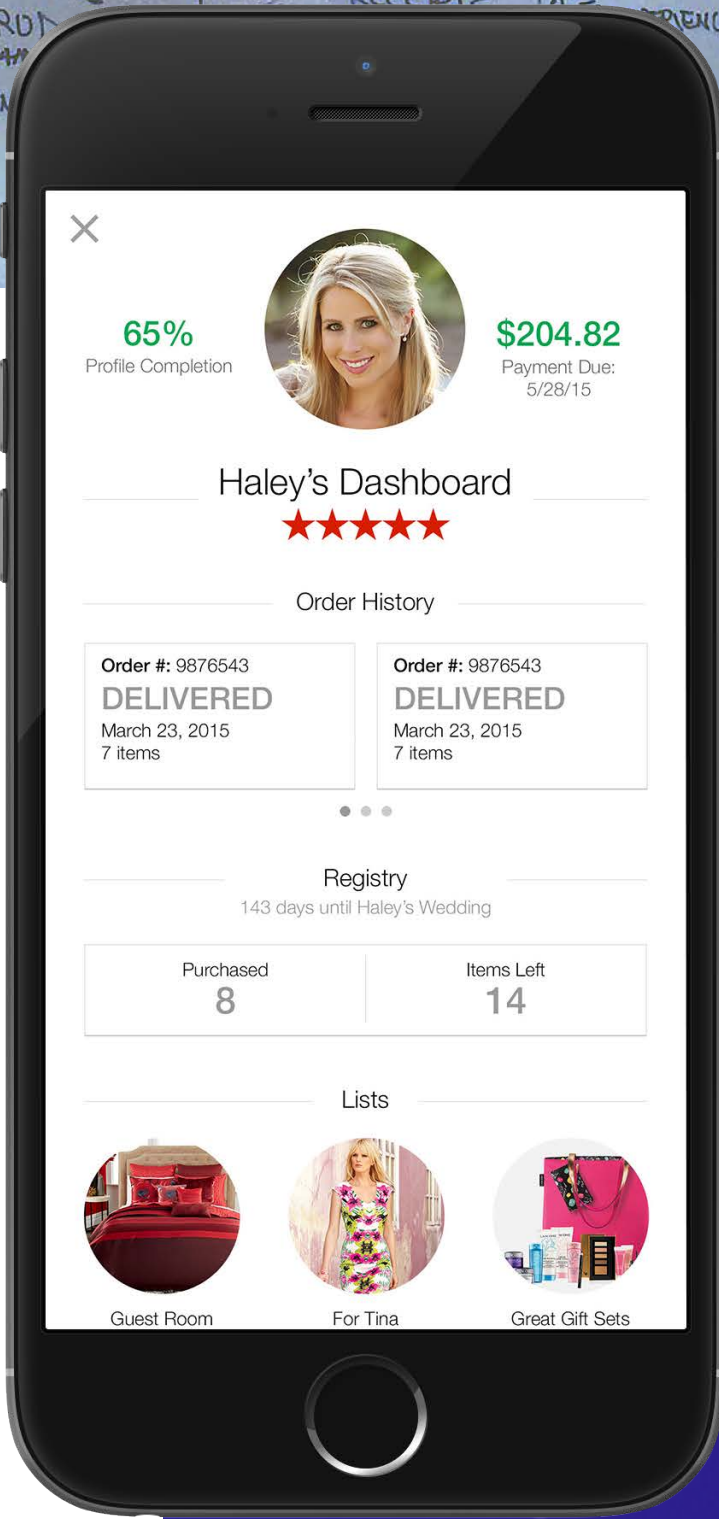 65%
Profile Completion
$204.82
Payment Due:
5/28/15
Haley's Dashboard
Order History
Order #: 9876543
DELIVERED
March 23, 2015
7 items
Order #: 9876543
DELIVERED
March 23, 2015
7 items
Registry
143 days until Haley's Wedding
Purchased
8
Items Left
14
Lists
Guest Room
For Tina
Great Gift Sets